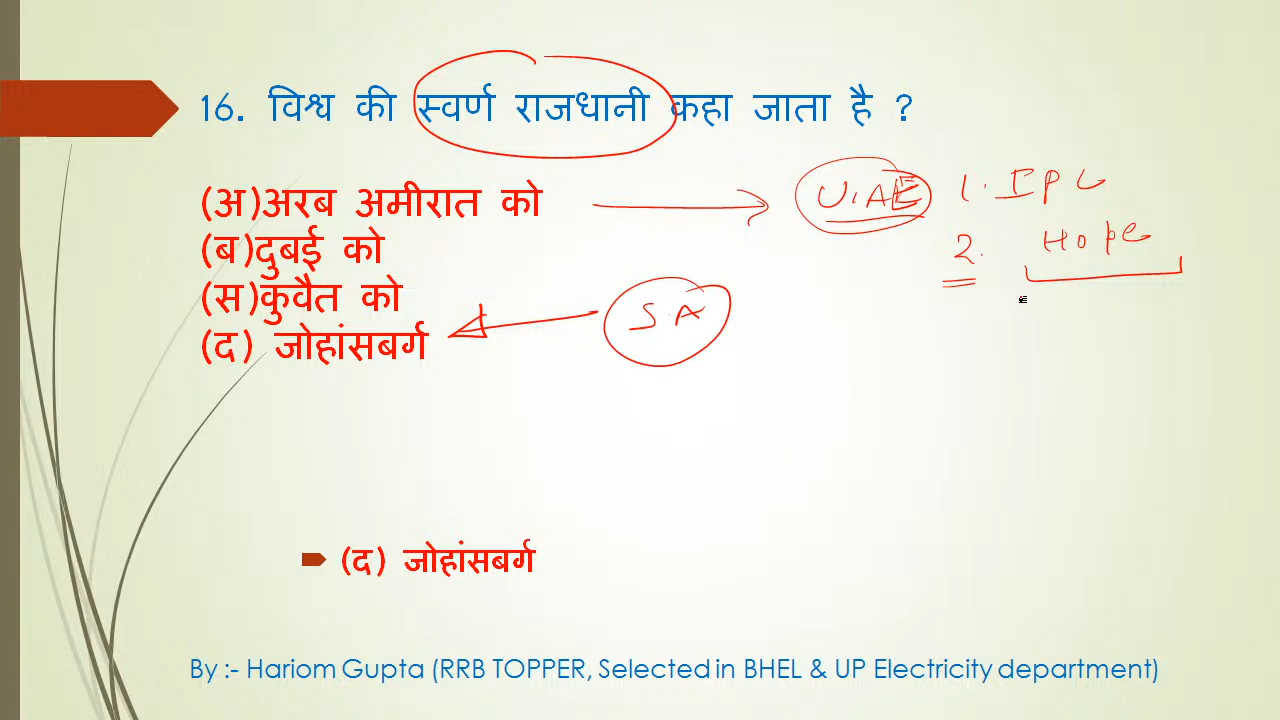 16. विश्व की स्वर्ण राजधानी कहा जाता है ?
(अ)अरब अमीरात को
U.AE
1. IPL
(ब)दुबई को
2. Hope
(स)कुवैत को
S.A
(द) जोहांसबर्ग
(द) जोहांसबर्ग
By :- Hariom Gupta (RRB TOPPER, Selected in BHEL & UP Electricity department)